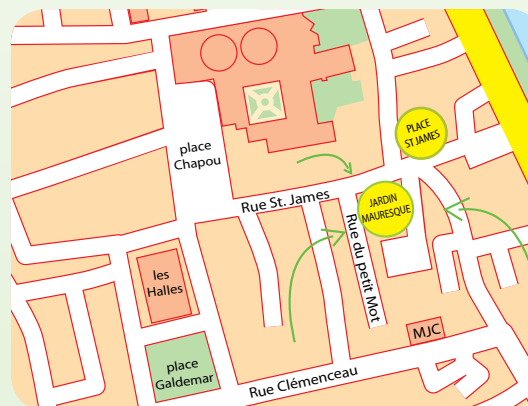 PLACE
ST JAMES
place
Chapou
Rue St. James
JARDIN
MAURESQUE
Rue du petit Mot
les
Halles
MJC
place
Galdemar
Rue Clémenceau